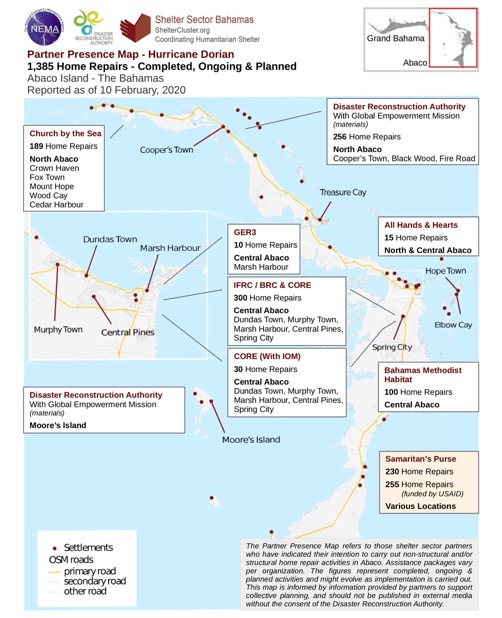 NEMA
DISASTER
RECONSTRUCTION
AUTHORITY
Shelter Sector Bahamas
ShelterCluster.org
Coordinating Humanitarian Shelter
Partner Presence Map - Hurricane Dorian
1,385 Home Repairs - Completed, Ongoing & Planned
Abaco Island - The Bahamas
Reported as of 10 February, 2020
Grand Bahama
Abaco
Church by the Sea
189 Home Repairs
North Abaco
Crown Haven
Fox Town
Mount Hope
Wood Cay
Cedar Harbour
Cooper's Town
Disaster Reconstruction Authority
With Global Empowerment Mission
(materials)
256 Home Repairs
North Abaco
Cooper's Town, Black Wood, Fire Road
Treasure Cay
Dundas Town
Marsh Harbour
Murphy Town
Central Pines
GER3
10 Home Repairs
Central Abaco
Marsh Harbour
All Hands & Hearts
15 Home Repairs
North & Central Abaco
Hope Town
Elbow Cay
IFRC / BRC & CORE
300 Home Repairs
Central Abaco
Dundas Town, Murphy Town,
Marsh Harbour, Central Pines,
Spring City
Spring City
CORE (With IOM)
30 Home Repairs
Central Abaco
Dundas Town, Murphy Town,
Marsh Harbour, Central Pines,
Spring City
Bahamas Methodist
Habitat
100 Home Repairs
Central Abaco
Disaster Reconstruction Authority
With Global Empowerment Mission
(materials)
Moore's Island
Moore's Island
Samaritan's Purse
230 Home Repairs
255 Home Repairs
(funded by USAID)
Various Locations
Settlements
OSM roads
primary road
secondary road
other road
The Partner Presence Map refers to those shelter sector partners
who have indicated their intention to carry out non-structural and/or
structural home repair activities in Abaco. Assistance packages vary
per organization. The figures represent completed, ongoing &
planned activities and might evolve as implementation is carried out.
This map is informed by information provided by partners to support
collective planning, and should not be published in external media
without the consent of the Disaster Reconstruction Authority.